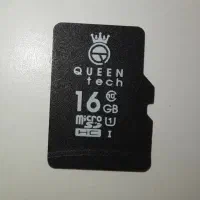 QUEEN
tech
16 GB
10
micro SD HC U1
I